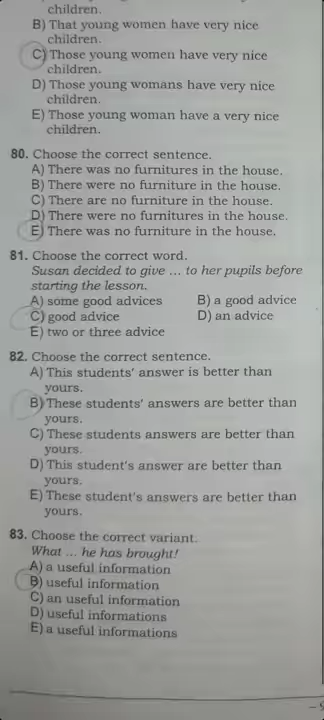 children.
B) That young women have very nice
children.
C) Those young women have very nice
children.
D) Those young womans have very nice
children.
E) Those young woman have a very nice
children.
80. Choose the correct sentence.
A) There was no furnitures in the house.
B) There were no furniture in the house.
C) There are no furniture in the house.
D) There were no furnitures in the house.
E) There was no furniture in the house.
81. Choose the correct word.
Susan decided to give ... to her pupils before
starting the lesson.
A) some good advices B) a good advice
C) good advice D) an advice
E) two or three advice
82. Choose the correct sentence.
A) This students' answer is better than
yours.
B) These students' answers are better than
yours.
C) These students answers are better than
yours.
D) This student's answer are better than
yours.
E) These student's answers are better than
yours.
83. Choose the correct variant.
What ... he has brought!
A) a useful information
B) useful information
C) an useful information
D) useful informations
E) a useful informations